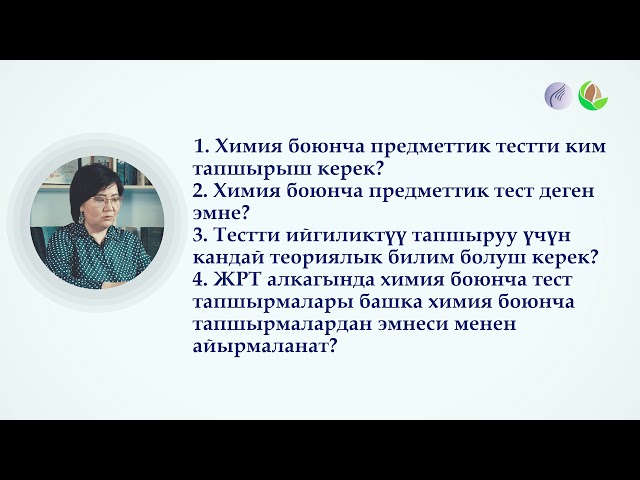 1. Химия боюнча предметтик тестти ким
тапшырыш керек?
2. Химия боюнча предметтик тест деген
эмне?
3. Тестти ийгиликтүү тапшыруу үчүн
кандай теориялык билим болуш керек?
4. ЖРТ алкагында химия боюнча тест
тапшырмалары башка химия боюнча
тапшырмалардан эмнеси менен
айырмаланат?